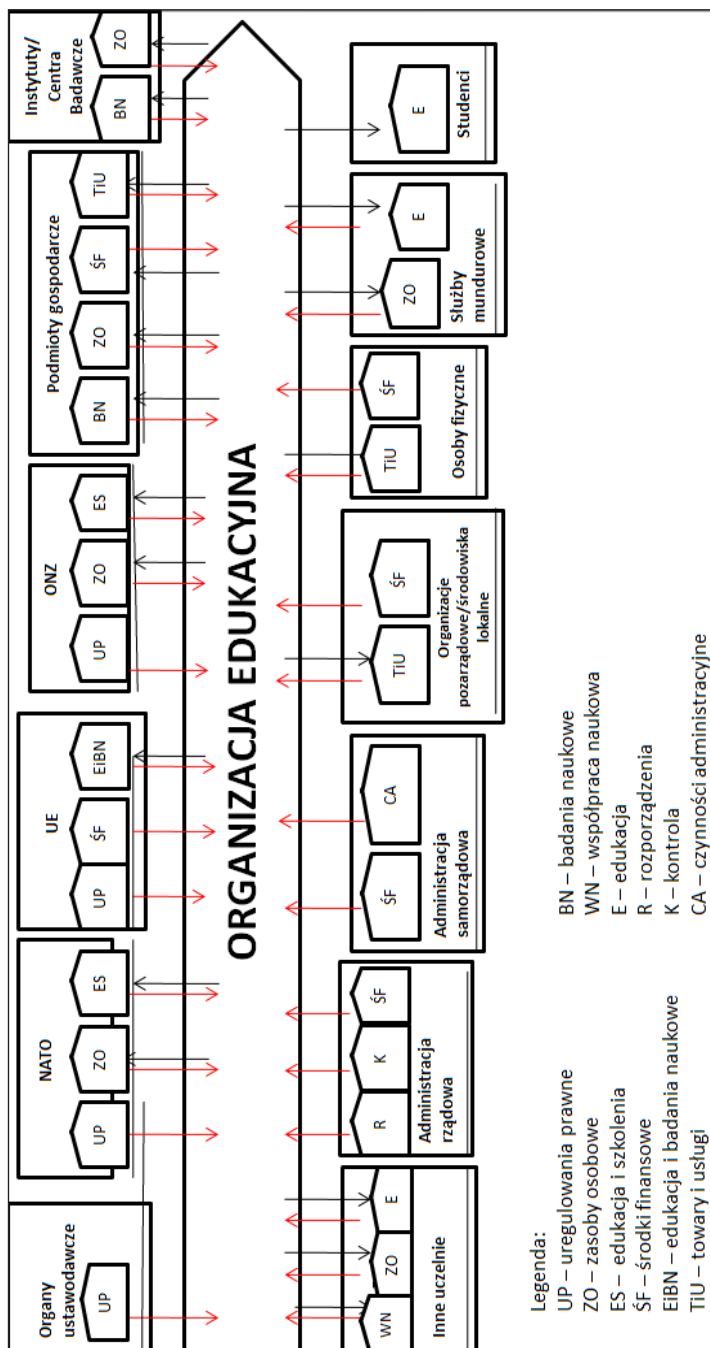 Organy
ustawodawcze
UP
NATO
UP
ZO
ES
UE
UP
ŚF
EiBN
ONZ
UP
ZO
ES
Podmioty gospodarcze
BN
ZO
ŚF
TiU
Instytuty/
Centra
Badawcze
BN
ZO
ORGANIZACJA EDUKACYJNA
WN
ZO
E
Inne uczelnie
R
K
ŚF
Administracja
rządowa
ŚF
CA
Administracja
samorządowa
TiU
ŚF
Organizacje
pozarządowe/środowiska
lokalne
TiU
ŚF
Osoby fizyczne
ZO
E
Służby
mundurowe
E
Studenci
Legenda:
UP – uregulowania prawne
ZO – zasoby osobowe
ES – edukacja i szkolenia
ŚF – środki finansowe
EiBN – edukacja i badania naukowe
TiU – towary i usługi
BN – badania naukowe
WN – współpraca naukowa
E – edukacja
R – rozporządzenia
K – kontrola
CA – czynności administracyjne